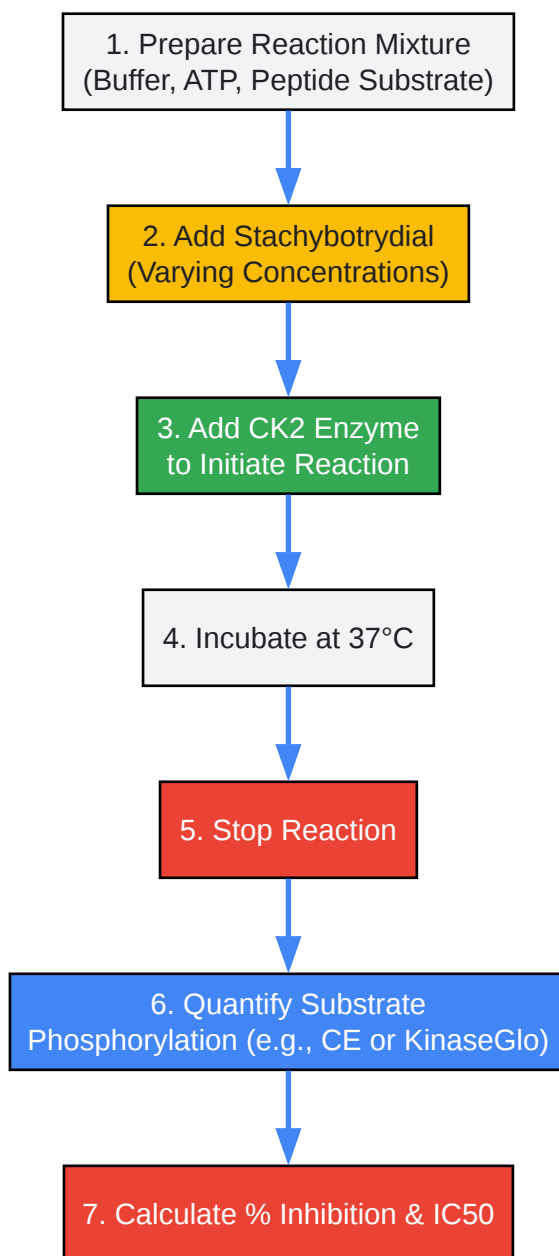 1. Prepare Reaction Mixture
(Buffer, ATP, Peptide Substrate)
2. Add Stachybotrydial
(Varying Concentrations)
3. Add CK2 Enzyme
to Initiate Reaction
4. Incubate at 37°C
5. Stop Reaction
6. Quantify Substrate
Phosphorylation (e.g., CE or KinaseGlo)
7. Calculate % Inhibition & IC50